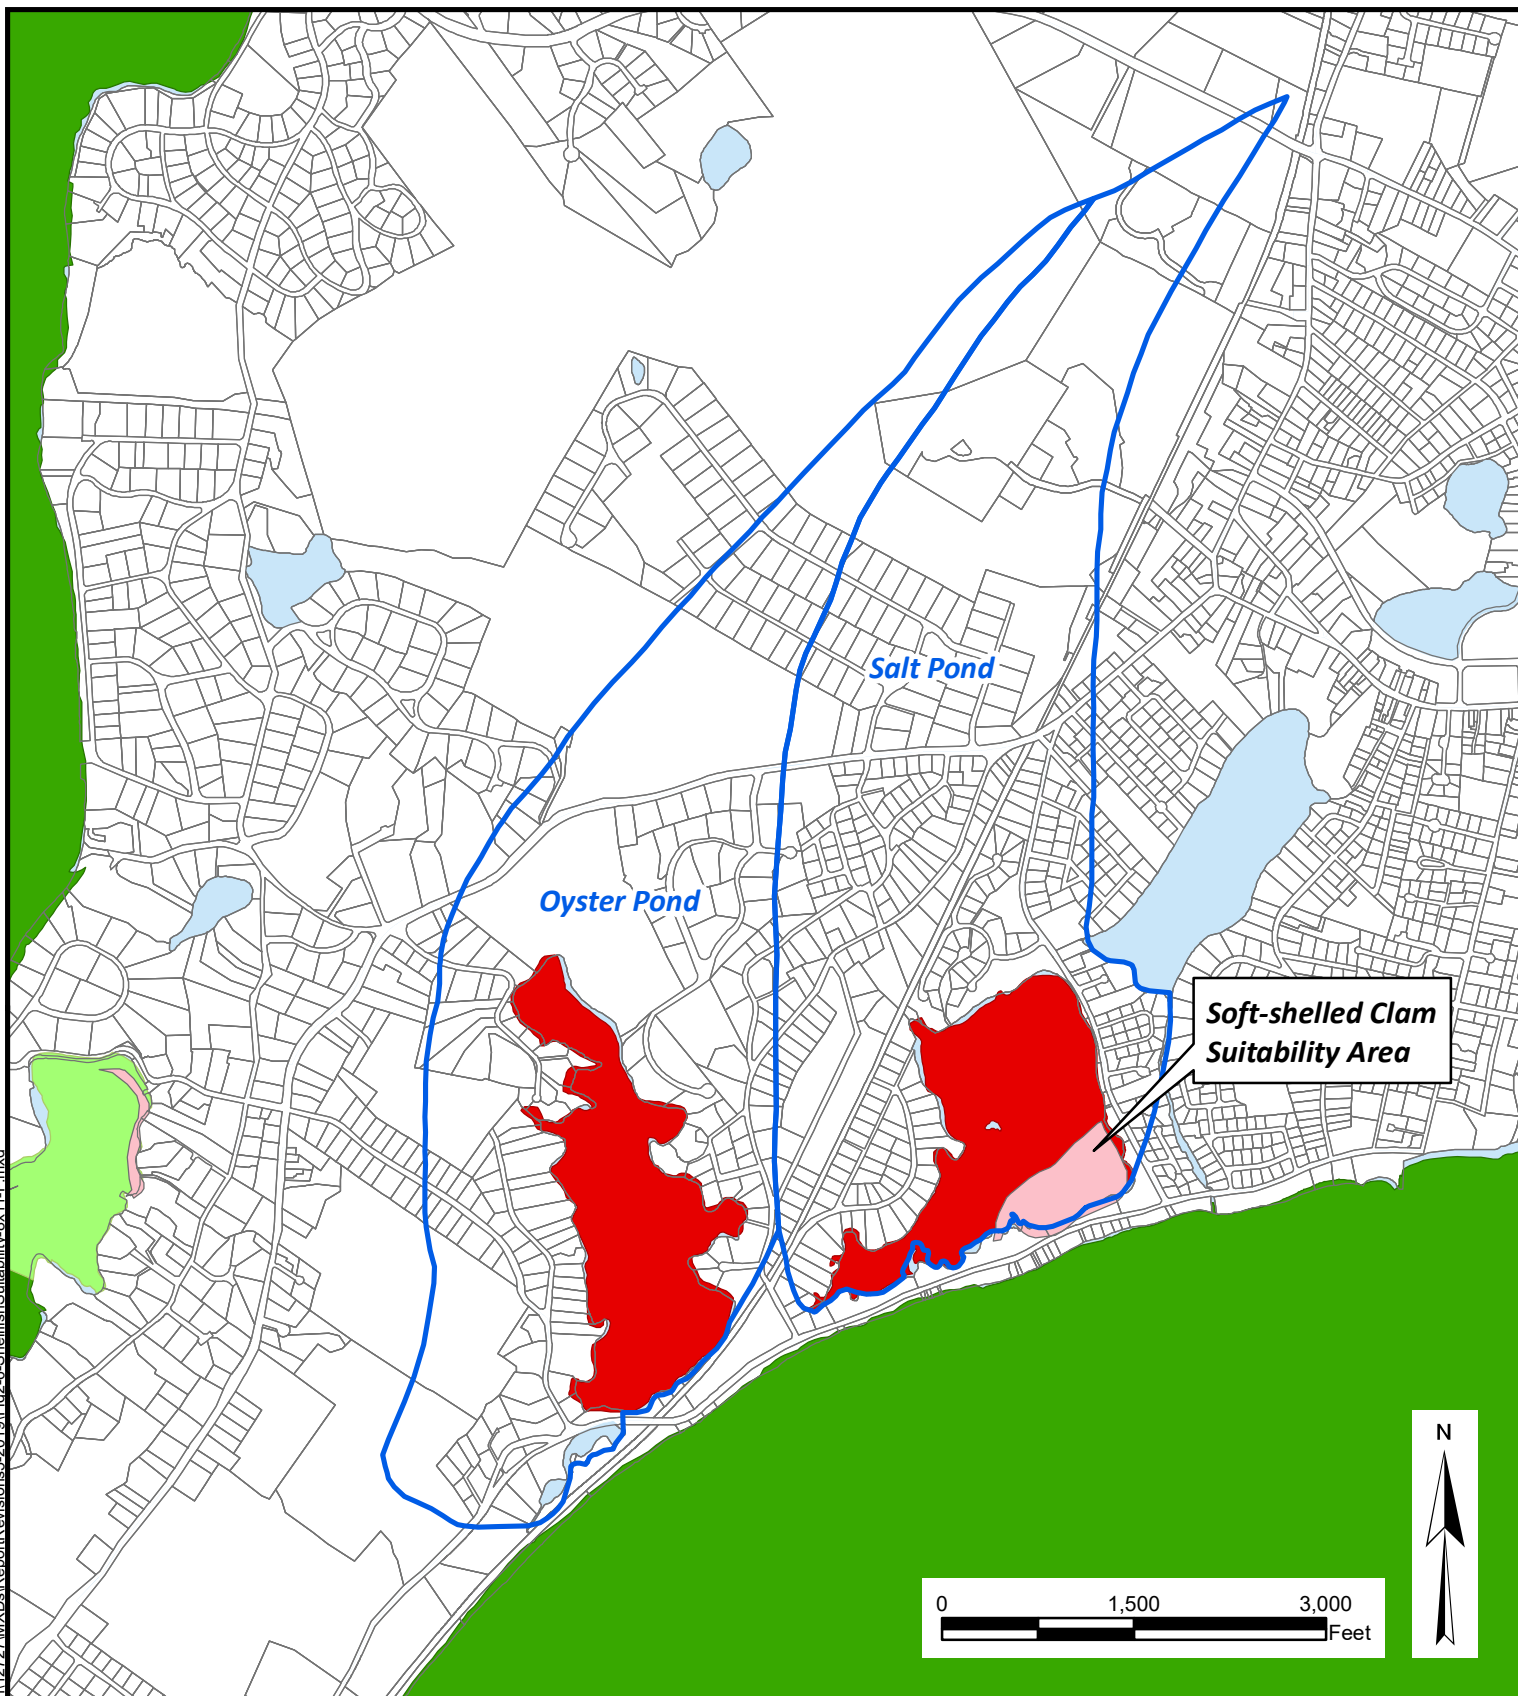 Salt Pond
Oyster Pond
Soft-shelled Clam
Suitability Area
N
0 1,500 3,000
Feet